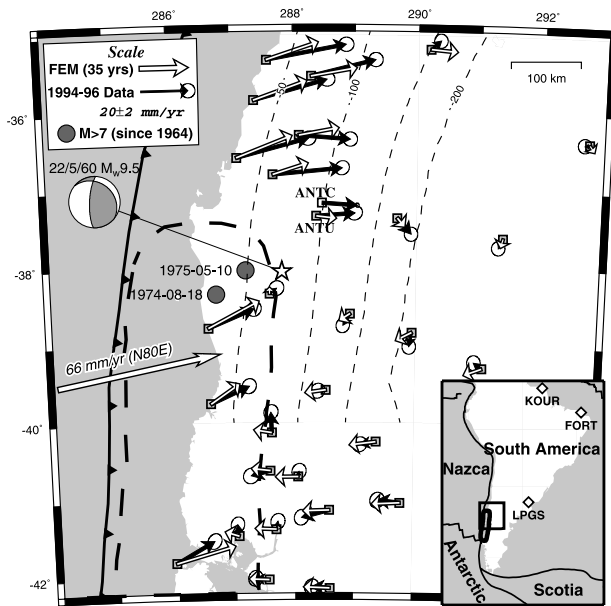 286°
288°
290°
292°
Scale
FEM (35 yrs)
1994-96 Data
20±2 mm/yr
M>7 (since 1964)
100 km
-50
-100
-200
-36°
22/5/60 Mw9.5
ANTC
ANTU
1975-05-10
-38°
1974-08-18
66 mm/yr (N80E)
KOUR
FORT
-40°
South America
Nazca
LPGS
Antarctic
Scotia
-42°